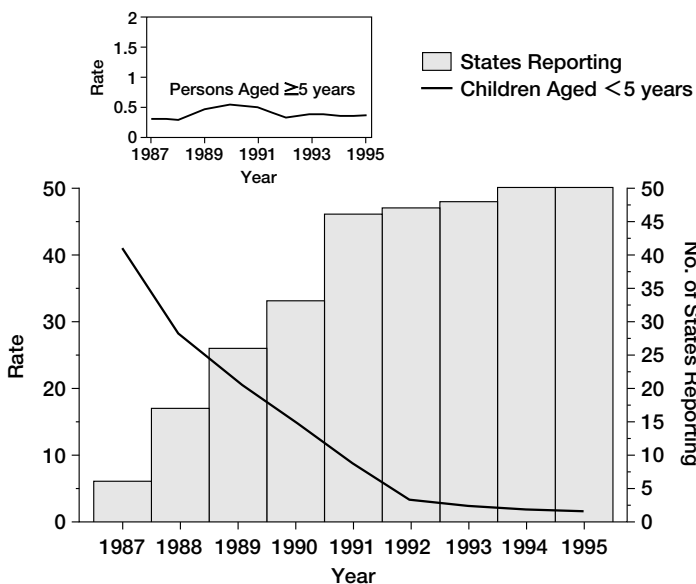 2
1.5
1
0.5
0
Rate
Persons Aged ≥5 years
1987 1989 1991 1993 1995
Year
States Reporting
Children Aged <5 years
50
40
30
20
10
0
Rate
50
45
40
35
30
25
20
15
10
5
0
No. of States Reporting
1987 1988 1989 1990 1991 1992 1993 1994 1995
Year